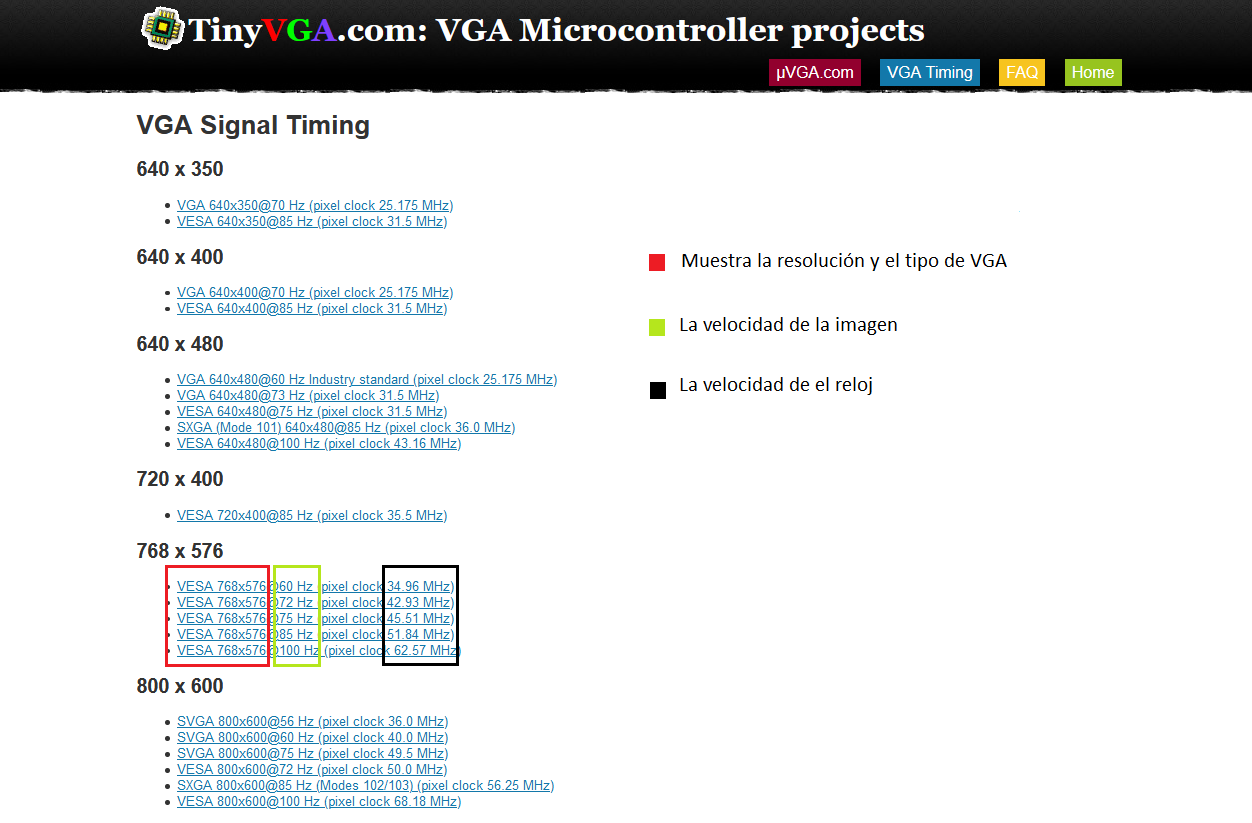 TinyVGA.com: VGA Microcontroller projects
µVGA.com VGA Timing FAQ Home
VGA Signal Timing
640 x 350
VGA 640x350@70 Hz (pixel clock 25.175 MHz)
VESA 640x350@85 Hz (pixel clock 31.5 MHz)
640 x 400
VGA 640x400@70 Hz (pixel clock 25.175 MHz)
VESA 640x400@85 Hz (pixel clock 31.5 MHz)
640 x 480
VGA 640x480@60 Hz Industry standard (pixel clock 25.175 MHz)
VGA 640x480@73 Hz (pixel clock 31.5 MHz)
VESA 640x480@75 Hz (pixel clock 31.5 MHz)
SXGA (Mode 101) 640x480@85 Hz (pixel clock 36.0 MHz)
VESA 640x480@100 Hz (pixel clock 43.16 MHz)
720 x 400
VESA 720x400@85 Hz (pixel clock 35.5 MHz)
768 x 576
VESA 768x576@60 Hz (pixel clock 34.96 MHz)
VESA 768x576@72 Hz (pixel clock 42.93 MHz)
VESA 768x576@75 Hz (pixel clock 45.51 MHz)
VESA 768x576@85 Hz (pixel clock 51.84 MHz)
VESA 768x576@100 Hz (pixel clock 62.57 MHz)
800 x 600
SVGA 800x600@56 Hz (pixel clock 36.0 MHz)
SVGA 800x600@60 Hz (pixel clock 40.0 MHz)
SVGA 800x600@75 Hz (pixel clock 49.5 MHz)
VESA 800x600@72 Hz (pixel clock 50.0 MHz)
SXGA 800x600@85 Hz (Modes 102/103) (pixel clock 56.25 MHz)
VESA 800x600@100 Hz (pixel clock 68.18 MHz)
Muestra la resolución y el tipo de VGA
La velocidad de la imagen
La velocidad de el reloj